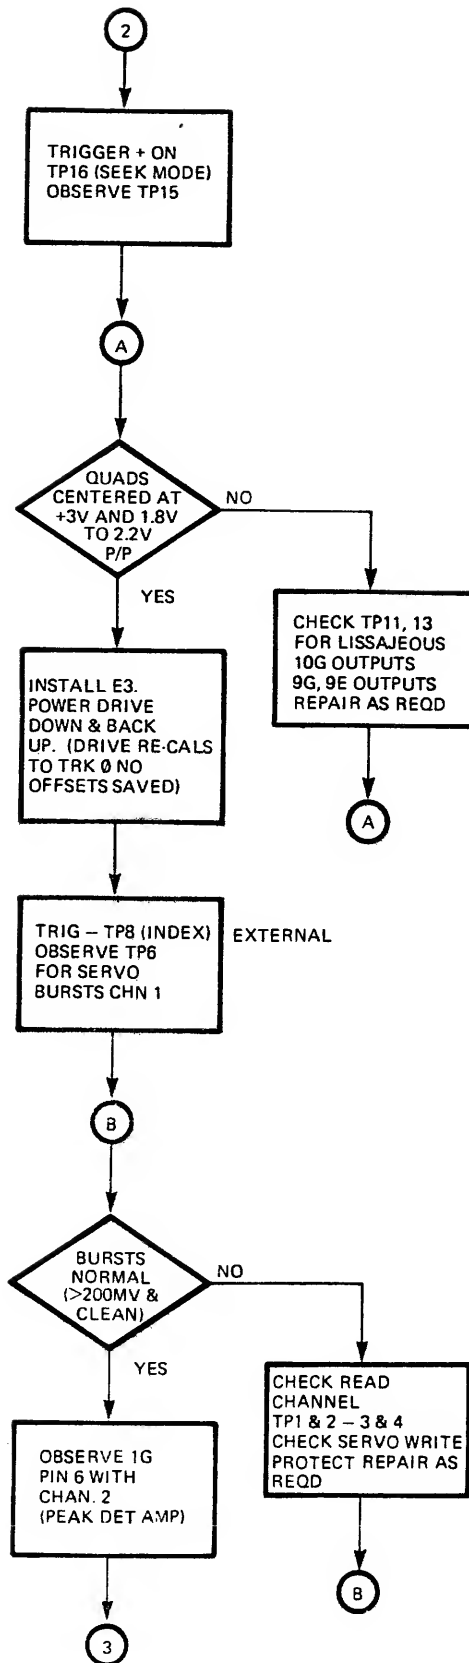 2
TRIGGER + ON
TP16 (SEEK MODE)
OBSERVE TP15
A
QUADS
CENTERED AT
+3V AND 1.8V
TO 2.2V
P/P
NO
YES
CHECK TP11, 13
FOR LISSAJEOUS
10G OUTPUTS
9G, 9E OUTPUTS
REPAIR AS REQD
A
INSTALL E3.
POWER DRIVE
DOWN & BACK
UP. (DRIVE RE-CALS
TO TRK 0 NO
OFFSETS SAVED)
TRIG – TP8 (INDEX)
OBSERVE TP6
FOR SERVO
BURSTS CHN 1
EXTERNAL
B
BURSTS
NORMAL
(>200MV &
CLEAN)
NO
YES
CHECK READ
CHANNEL
TP1 & 2 – 3 & 4
CHECK SERVO WRITE
PROTECT REPAIR AS
REQD
B
OBSERVE 1G
PIN 6 WITH
CHAN. 2
(PEAK DET AMP)
3